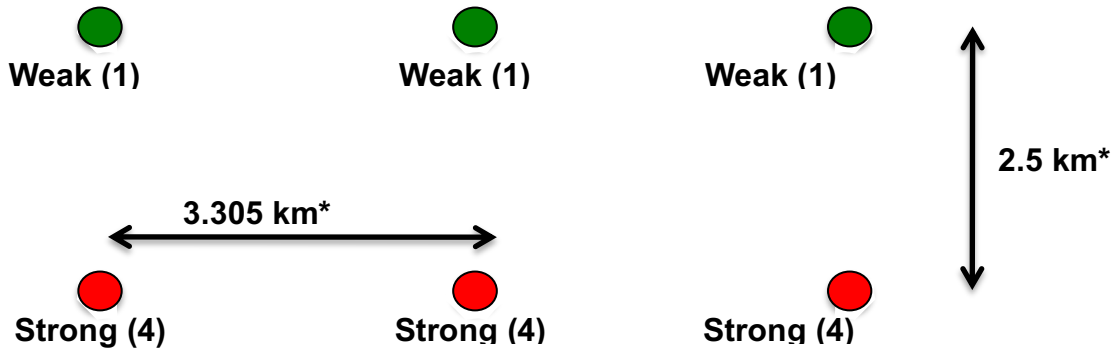 Weak (1) Weak (1) Weak (1)
2.5 km*
3.305 km*
Strong (4) Strong (4) Strong (4)